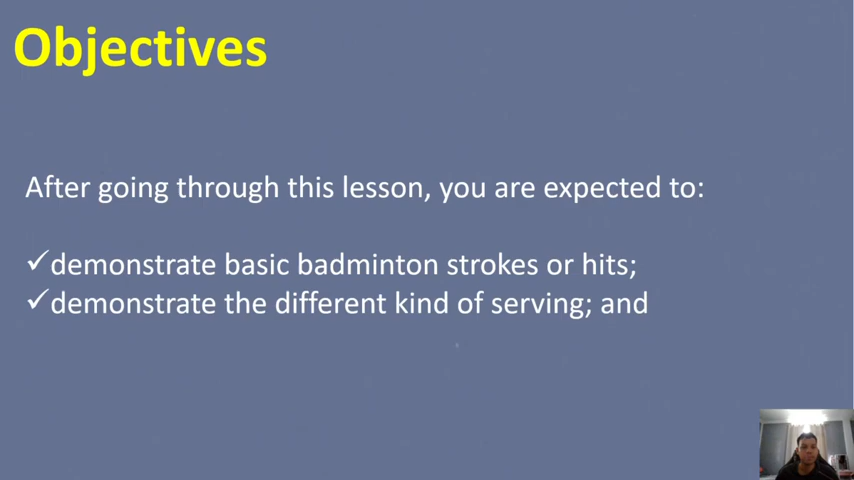 Objectives
After going through this lesson, you are expected to:
✓demonstrate basic badminton strokes or hits;
✓demonstrate the different kind of serving; and